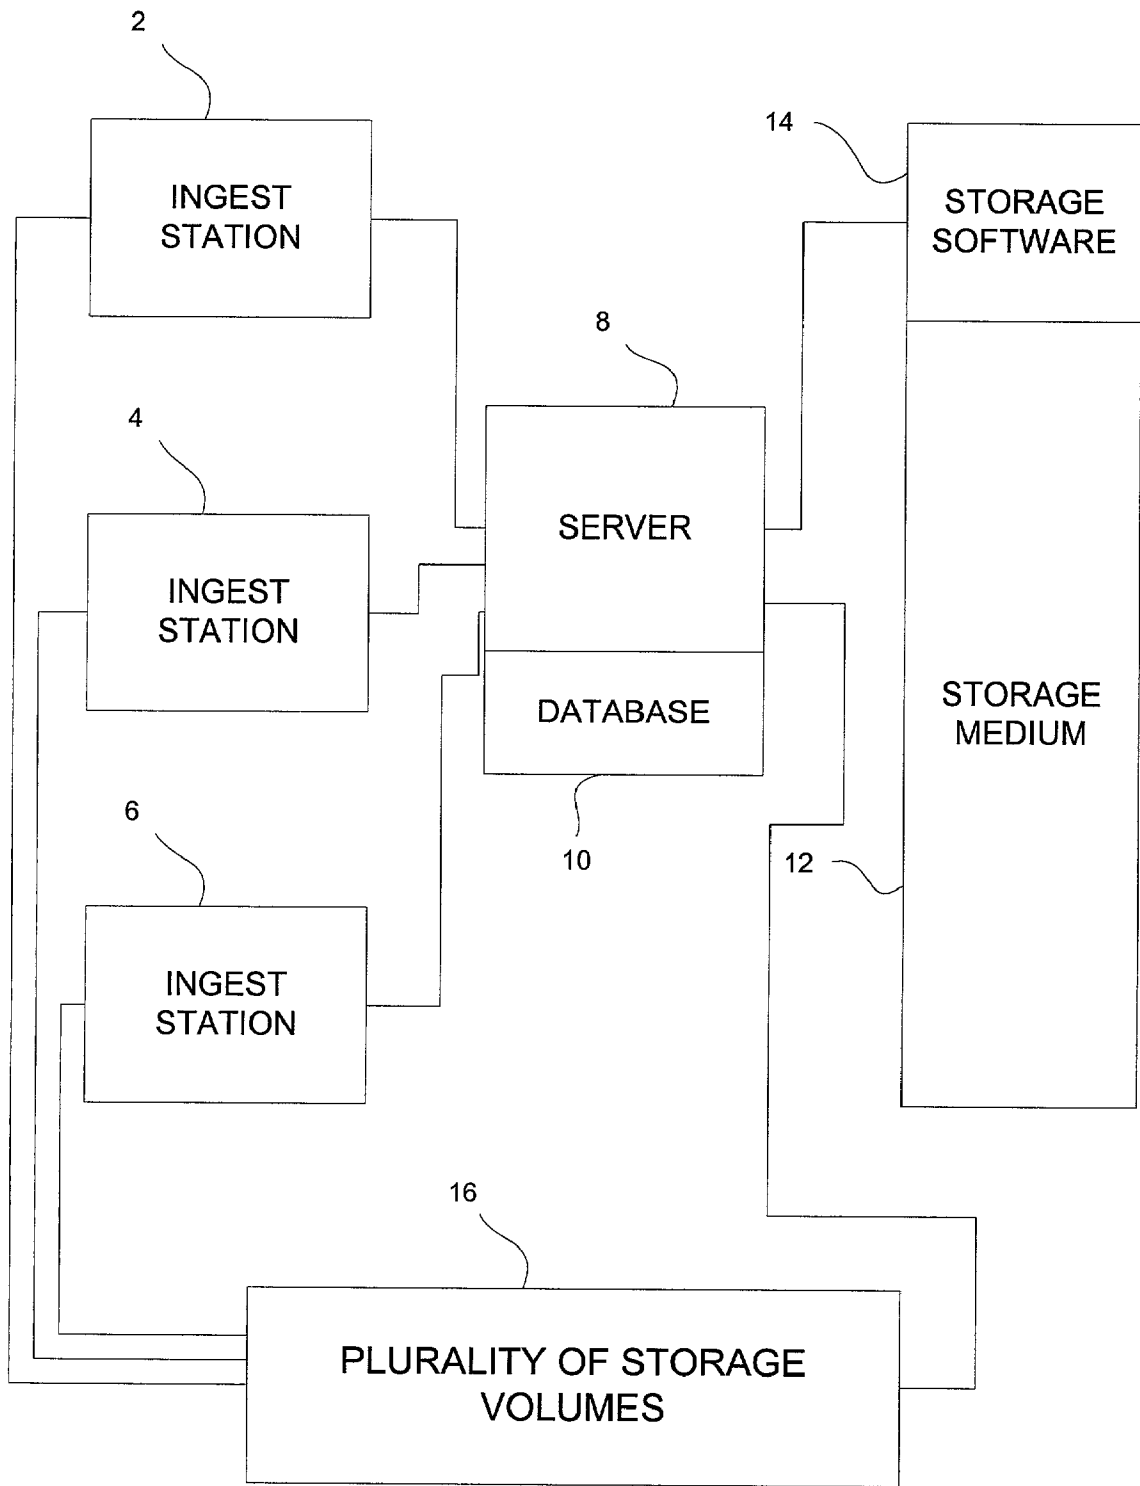 2
INGEST
STATION
14
STORAGE
SOFTWARE
8
4
INGEST
STATION
SERVER
STORAGE
MEDIUM
DATABASE
6
10
12
INGEST
STATION
16
PLURALITY OF STORAGE
VOLUMES